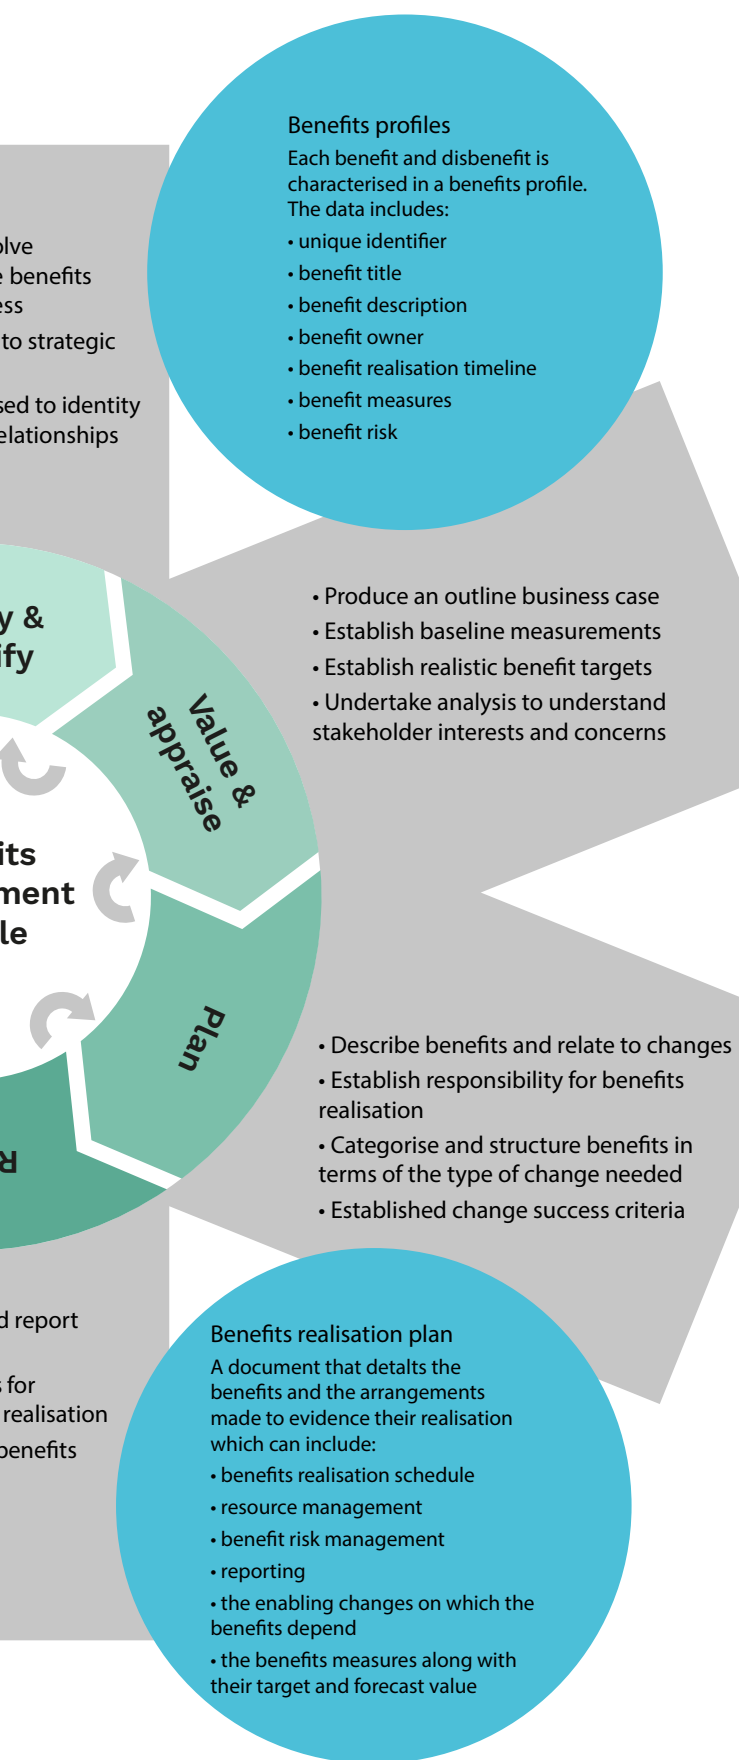 Benefits profiles
Each benefit and disbenefit is
characterised in a benefits profile.
The data includes:
• unique identifier
• benefit title
• benefit description
• benefit owner
• benefit realisation timeline
• benefit measures
• benefit risk
olve
e benefits
ess
to strategic
sed to identity
elationships
• Produce an outline business case
• Establish baseline measurements
• Establish realistic benefit targets
• Undertake analysis to understand
stakeholder interests and concerns
y &
ify
Value &
appraise
its
ment
le
Plan
R
• Describe benefits and relate to changes
• Establish responsibility for benefits
realisation
• Categorise and structure benefits in
terms of the type of change needed
• Established change success criteria
d report
s for
realisation
benefits
Benefits realisation plan
A document that detalts the
benefits and the arrangements
made to evidence their realisation
which can include:
• benefits realisation schedule
• resource management
• benefit risk management
• reporting
• the enabling changes on which the
benefits depend
• the benefits measures along with
their target and forecast value